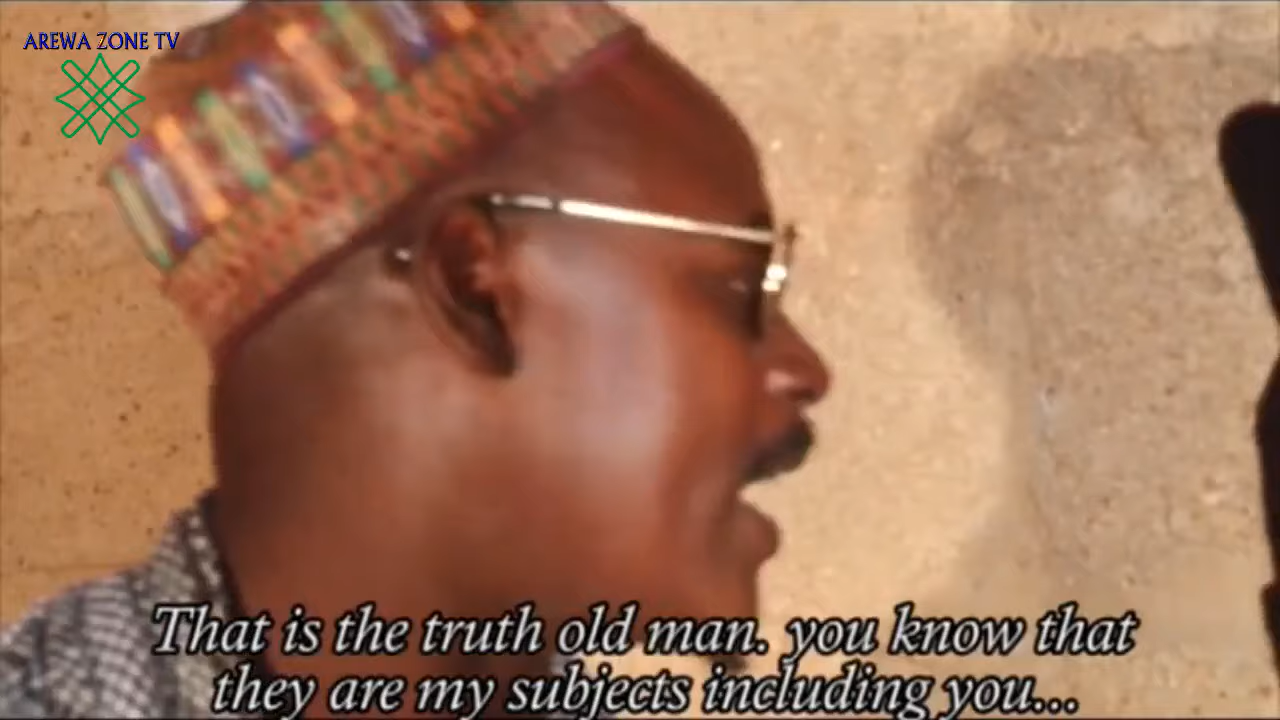 AREWA ZONE TV
That is the truth old man. you know that
they are my subjects including you...